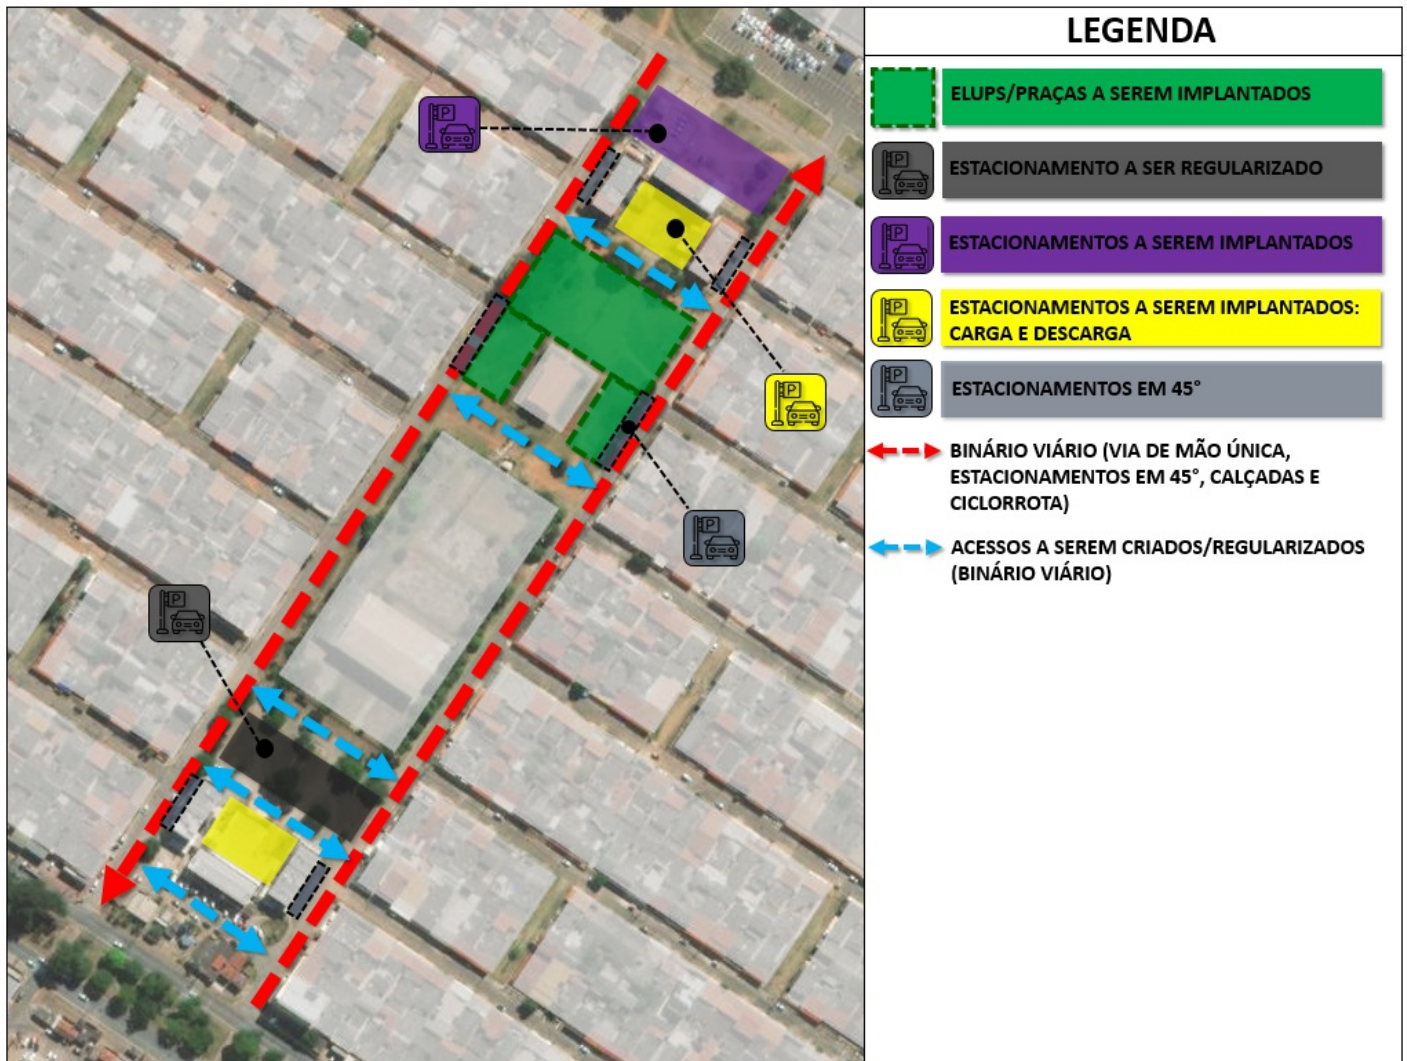 LEGENDA
ELUPS/PRAÇAS A SEREM IMPLANTADOS
P
ESTACIONAMENTO A SER REGULARIZADO
P
ESTACIONAMENTOS A SEREM IMPLANTADOS
P
ESTACIONAMENTOS A SEREM IMPLANTADOS:
CARGA E DESCARGA
P
ESTACIONAMENTOS EM 45°
BINÁRIO VIÁRIO (VIA DE MÃO ÚNICA,
ESTACIONAMENTOS EM 45°, CALÇADAS E
CICLORROTA)
ACESSOS A SEREM CRIADOS/REGULARIZADOS
(BINÁRIO VIÁRIO)
P
P
P
P